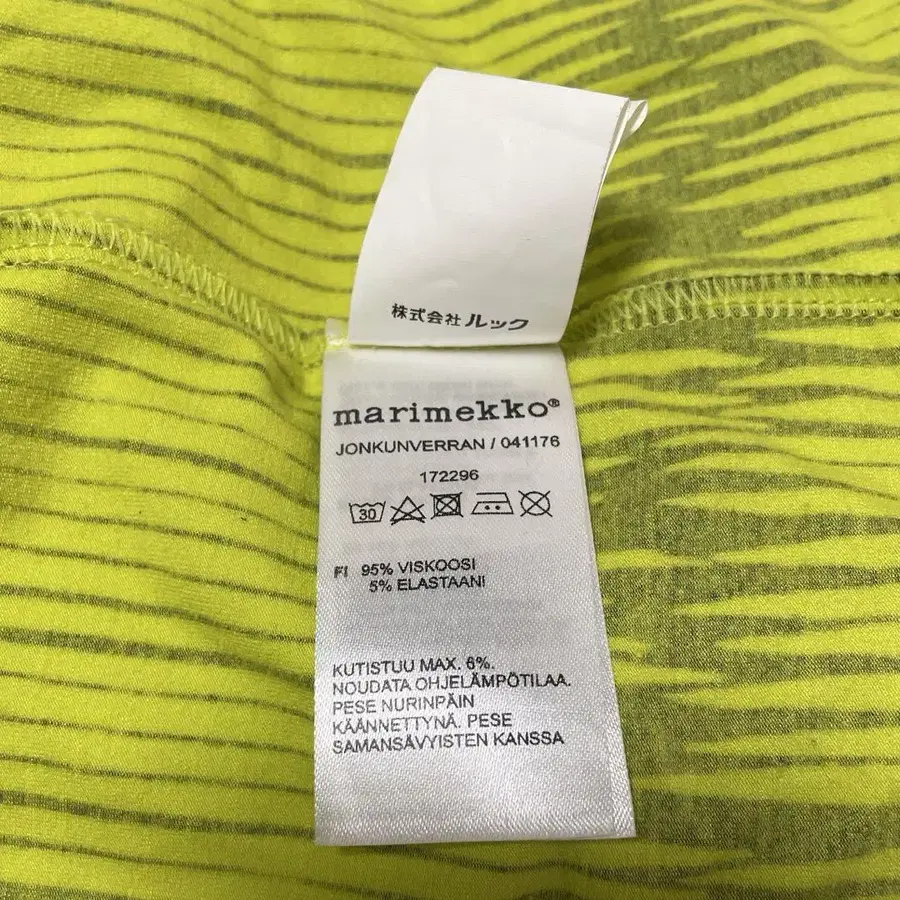 株式会社ルック
marimekko®
JONKUNVERRAN / 041176
172296
30
FI 95% VISKOOSI
5% ELASTAANI
KUTISTUU MAX. 6%.
NOUDATA OHJELÄMPÖTILAA.
PESE NURINPÄIN
KÄÄNNETTYNÄ. PESE
SAMANSÄVYISTEN KANSSA